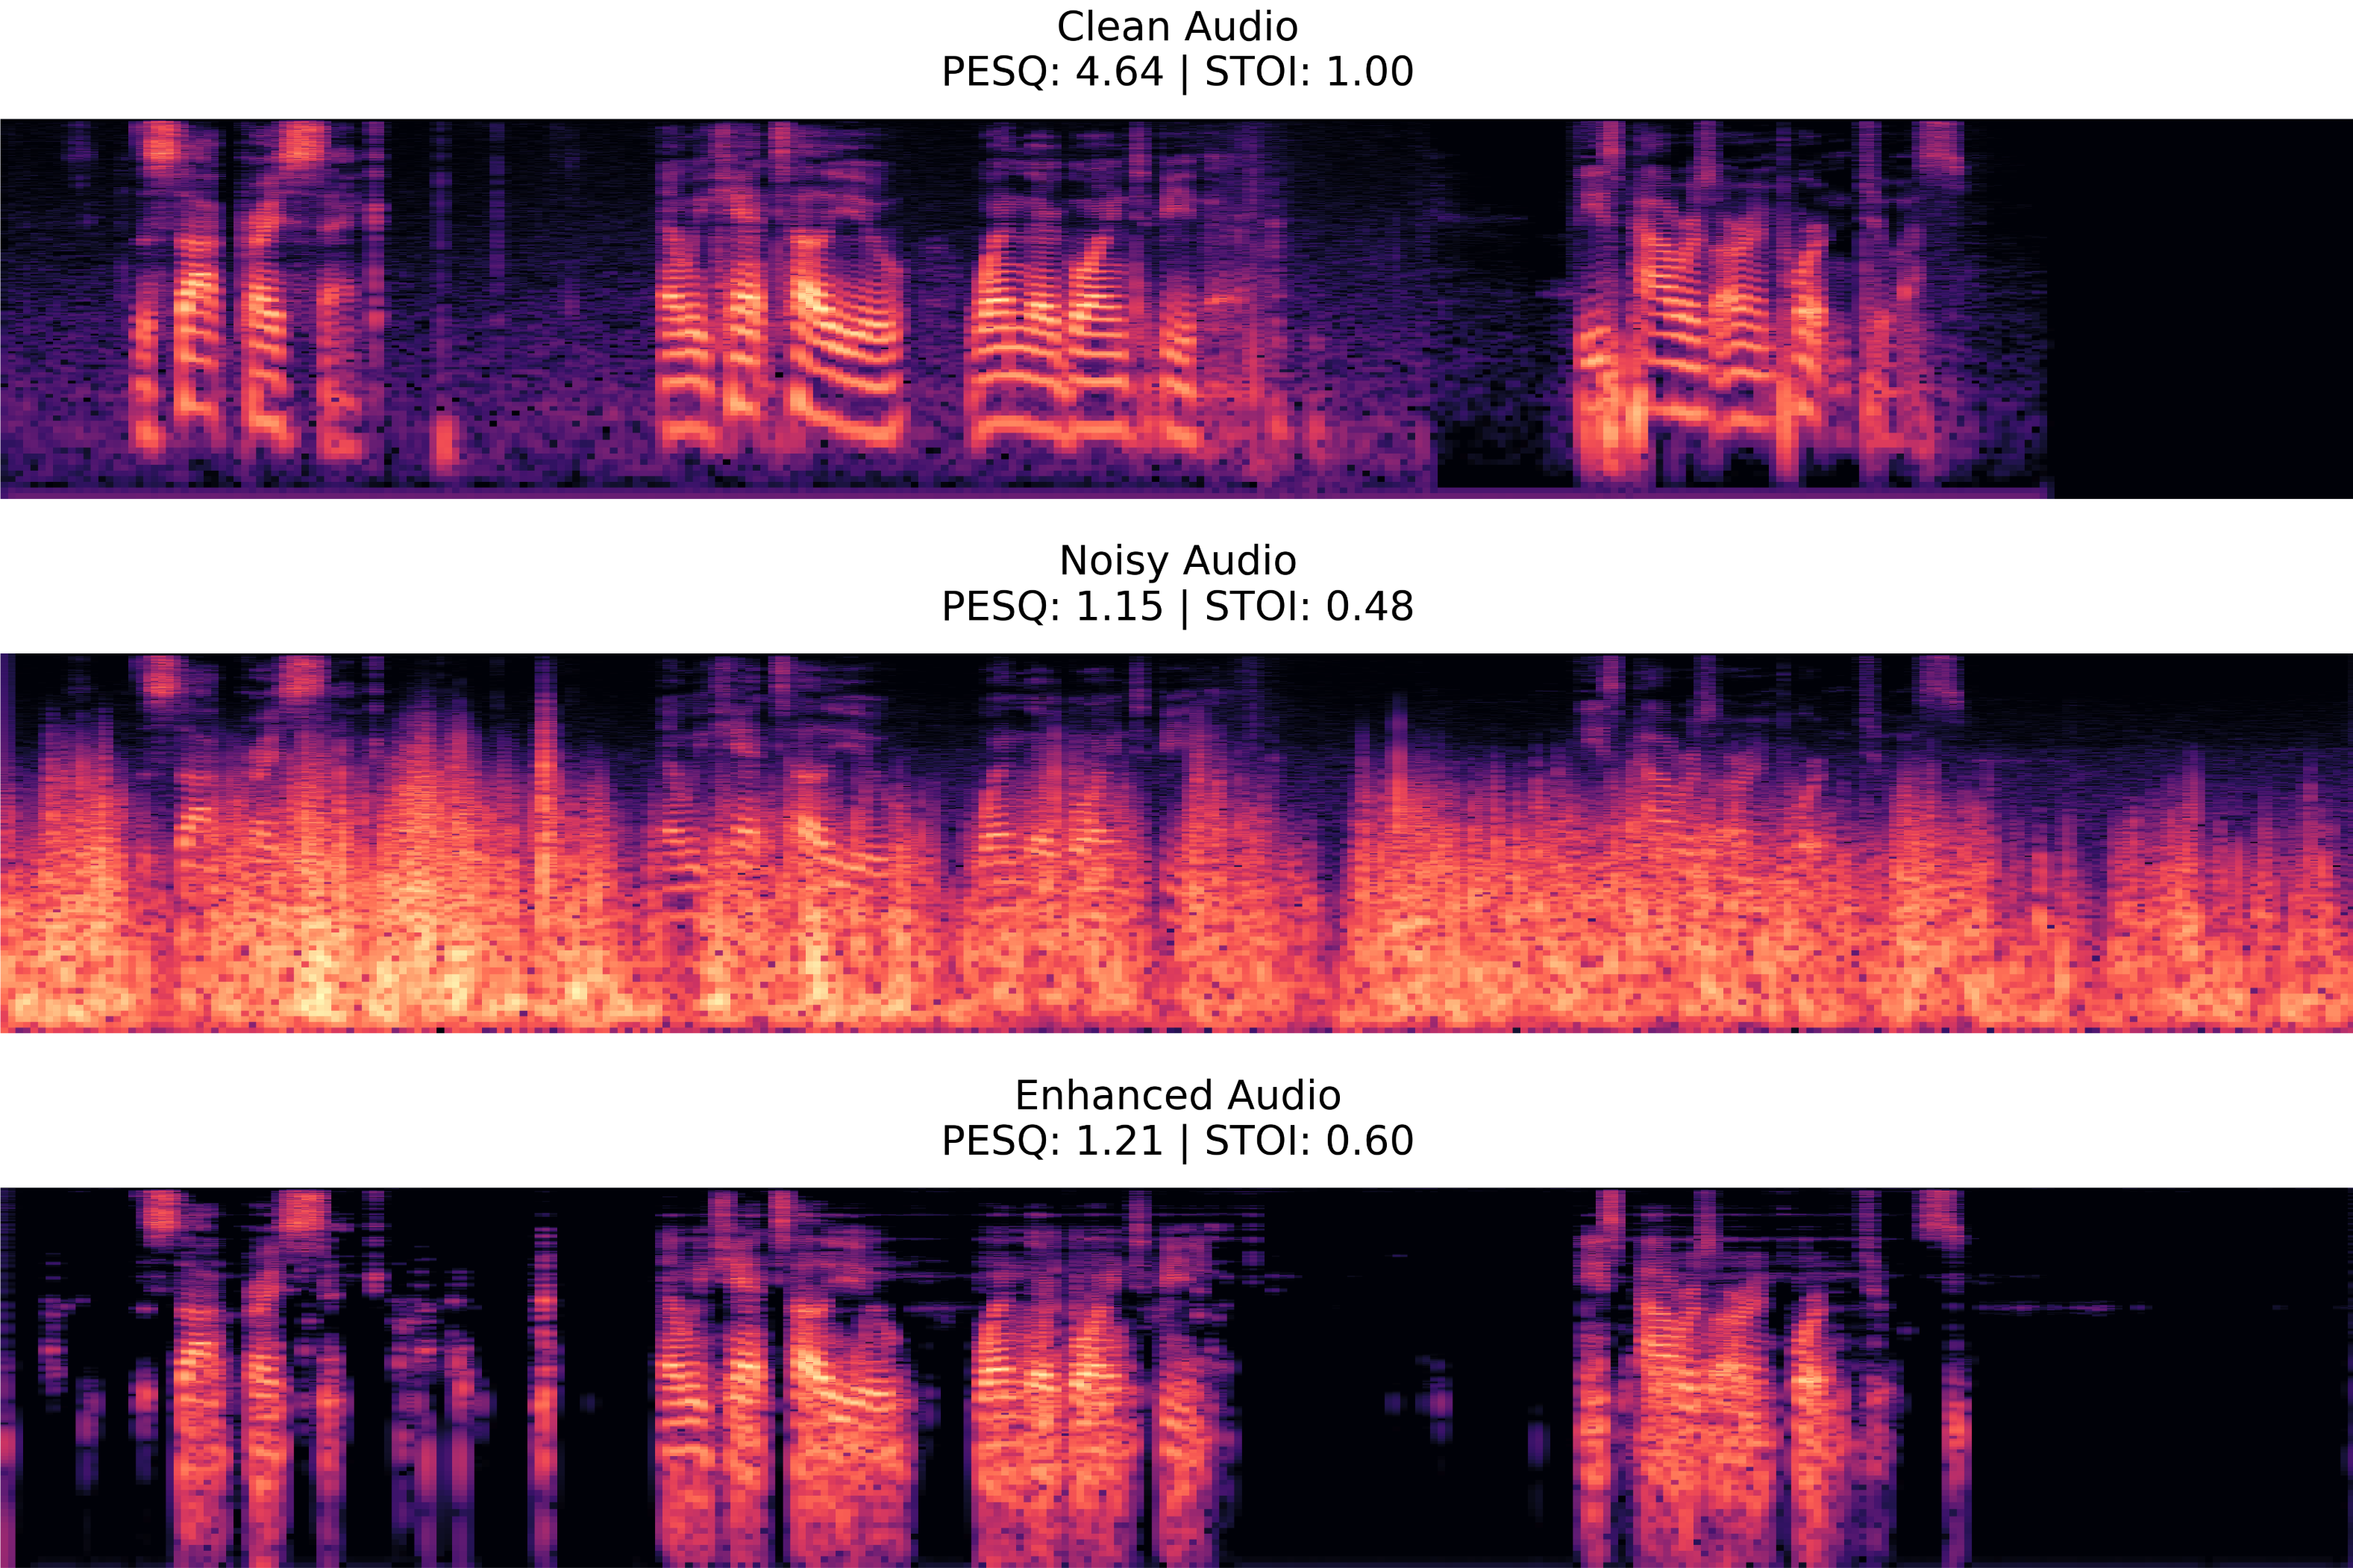 Clean Audio
PESQ: 4.64 | STOI: 1.00
Noisy Audio
PESQ: 1.15 | STOI: 0.48
Enhanced Audio
PESQ: 1.21 | STOI: 0.60